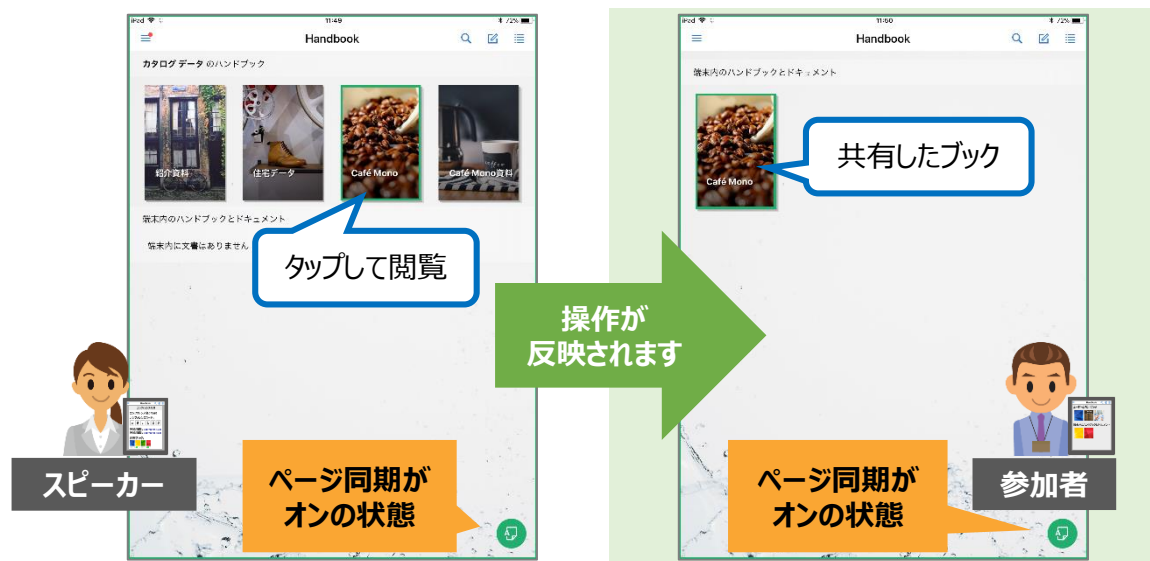 iPad
11:49
72%
Handbook
カタログ データ のハンドブック
紹介資料
住宅データ
Café Mono
Café Mono資料
端末内のハンドブックとドキュメント
端末内に文書はありません
タップして閲覧
スピーカー
ページ同期が
オンの状態
操作が
反映されます
iPad
11:50
72%
Handbook
端末内のハンドブックとドキュメント
Café Mono
共有したブック
参加者
ページ同期が
オンの状態